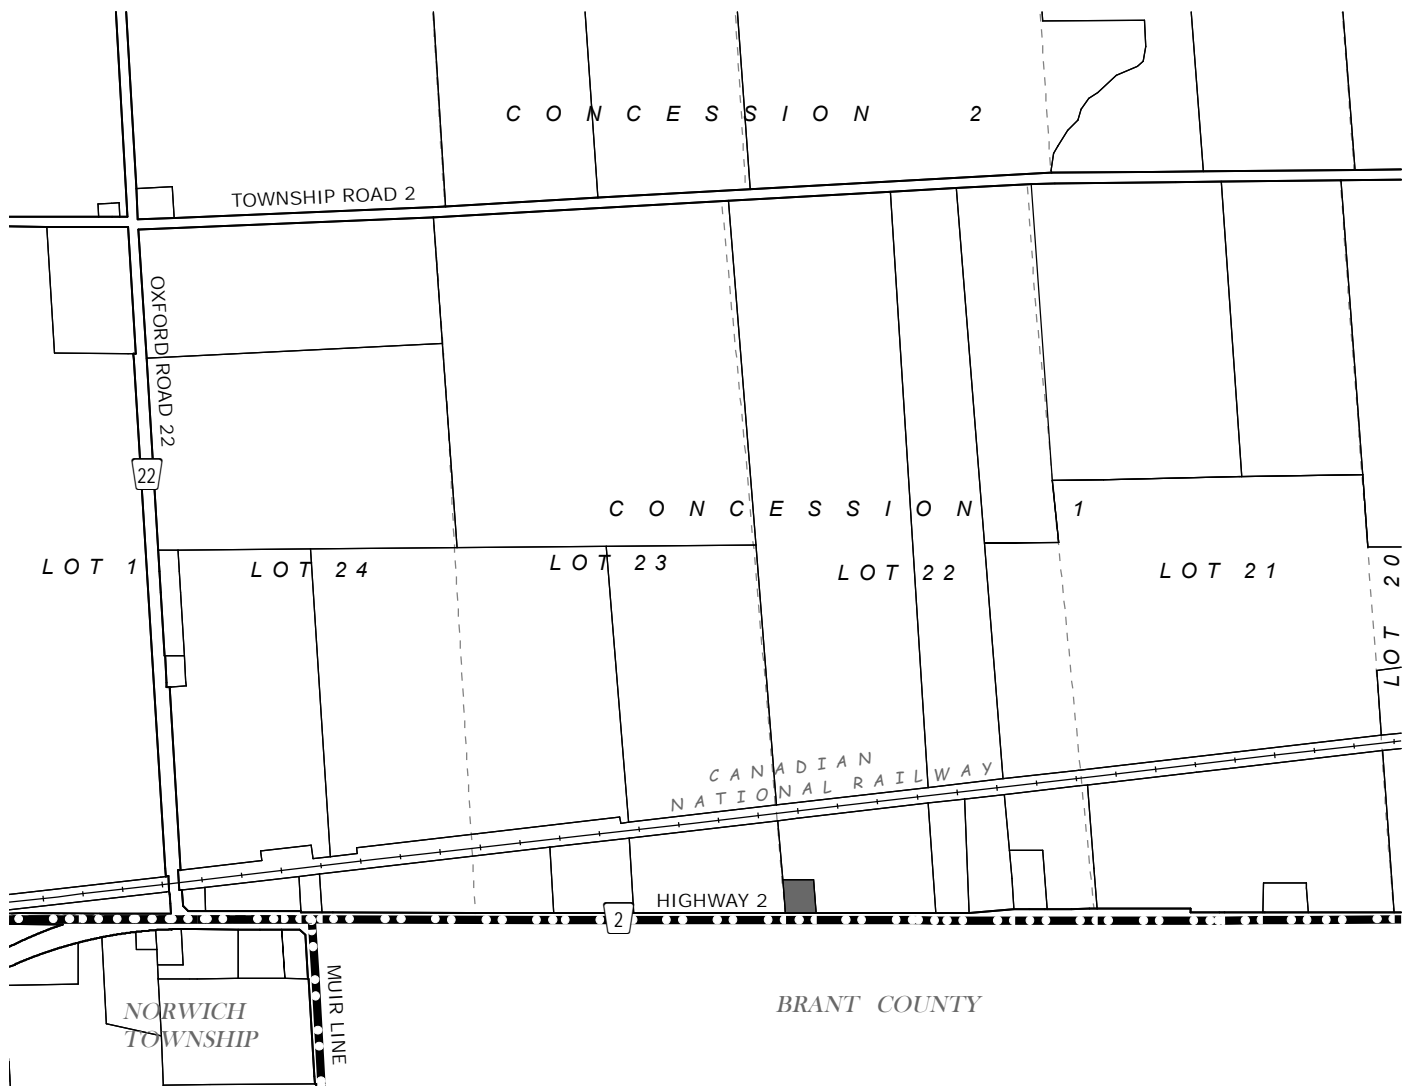 CONCESSION 2
TOWNSHIP ROAD 2
OXFORD ROAD 22
22
CONCESSION 1
LOT 1
LOT 24
LOT 23
LOT 22
LOT 21
LOT 20
CANADIAN
NATIONAL RAILWAY
HIGHWAY 2
2
MUIR LINE
NORWICH
TOWNSHIP
BRANT COUNTY